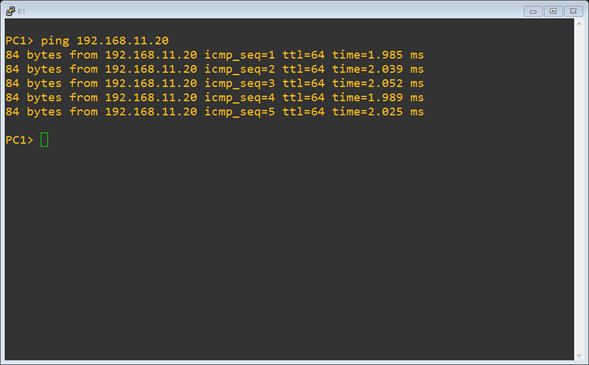 R1
PC1> ping 192.168.11.20
84 bytes from 192.168.11.20 icmp_seq=1 ttl=64 time=1.985 ms
84 bytes from 192.168.11.20 icmp_seq=2 ttl=64 time=2.039 ms
84 bytes from 192.168.11.20 icmp_seq=3 ttl=64 time=2.052 ms
84 bytes from 192.168.11.20 icmp_seq=4 ttl=64 time=1.989 ms
84 bytes from 192.168.11.20 icmp_seq=5 ttl=64 time=2.025 ms
PC1>